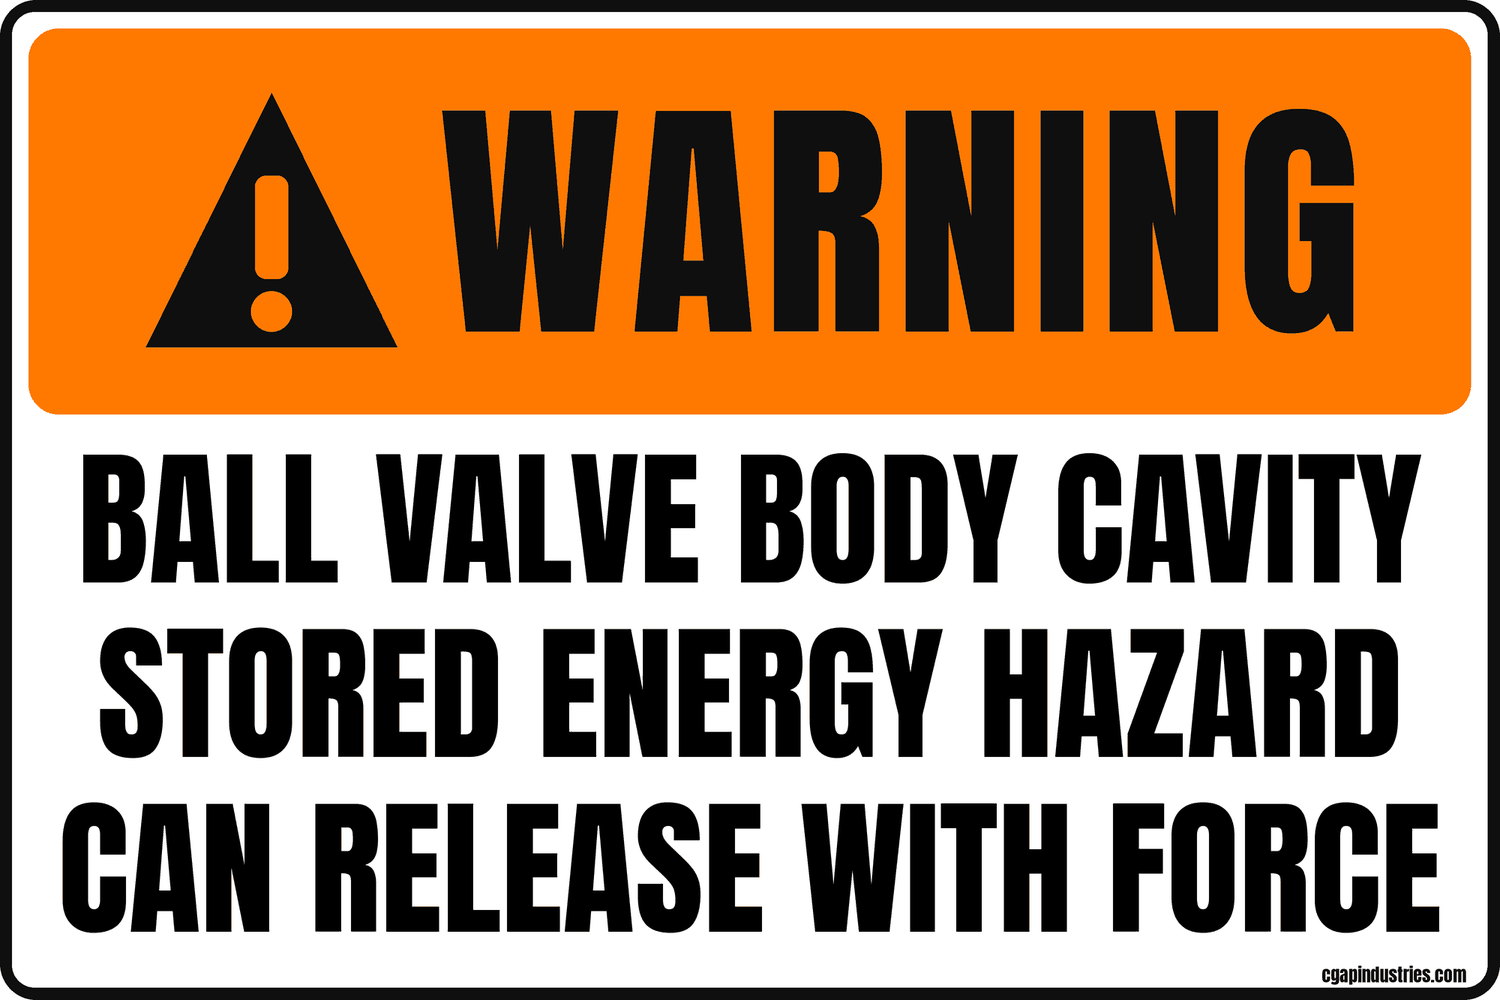 WARNING
BALL VALVE BODY CAVITY
STORED ENERGY HAZARD
CAN RELEASE WITH FORCE
cgapindustries.com